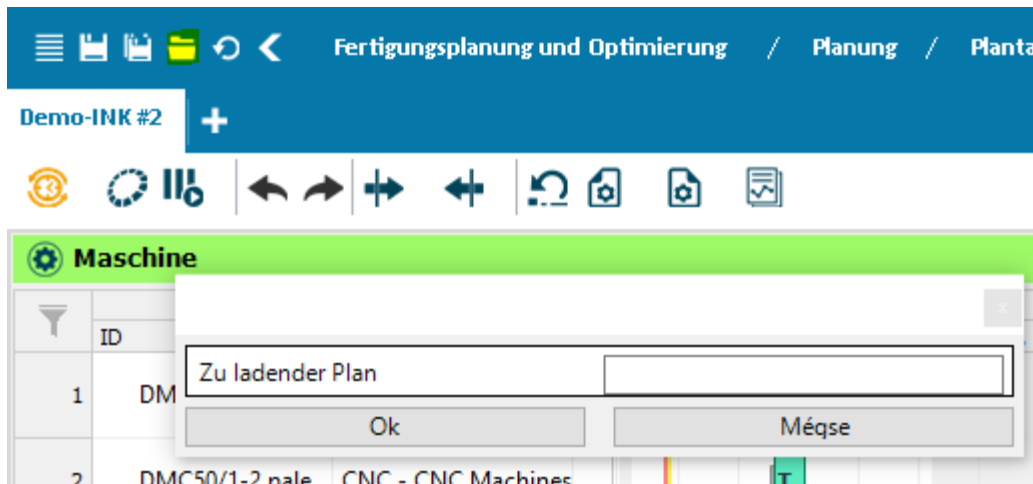 Fertigungsplanung und Optimierung / Planung / Planta
Demo-INK #2
Maschine
ID
Zu ladender Plan
1 DM
Ok Mégse
2 DMC50/1-2 pale CNC - CNC Machines T